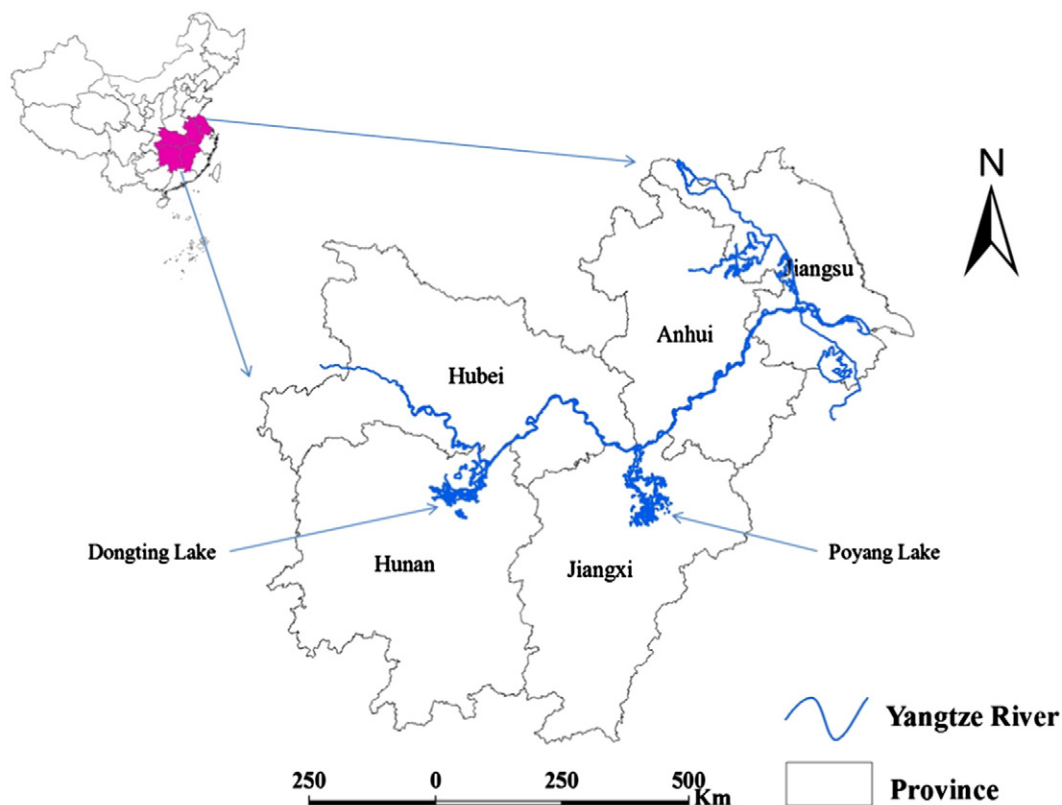 N
Jiangsu
Anhui
Hubei
Dongting Lake
Hunan
Jiangxi
Poyang Lake
Yangtze River
250 0 250 500
Km
Province